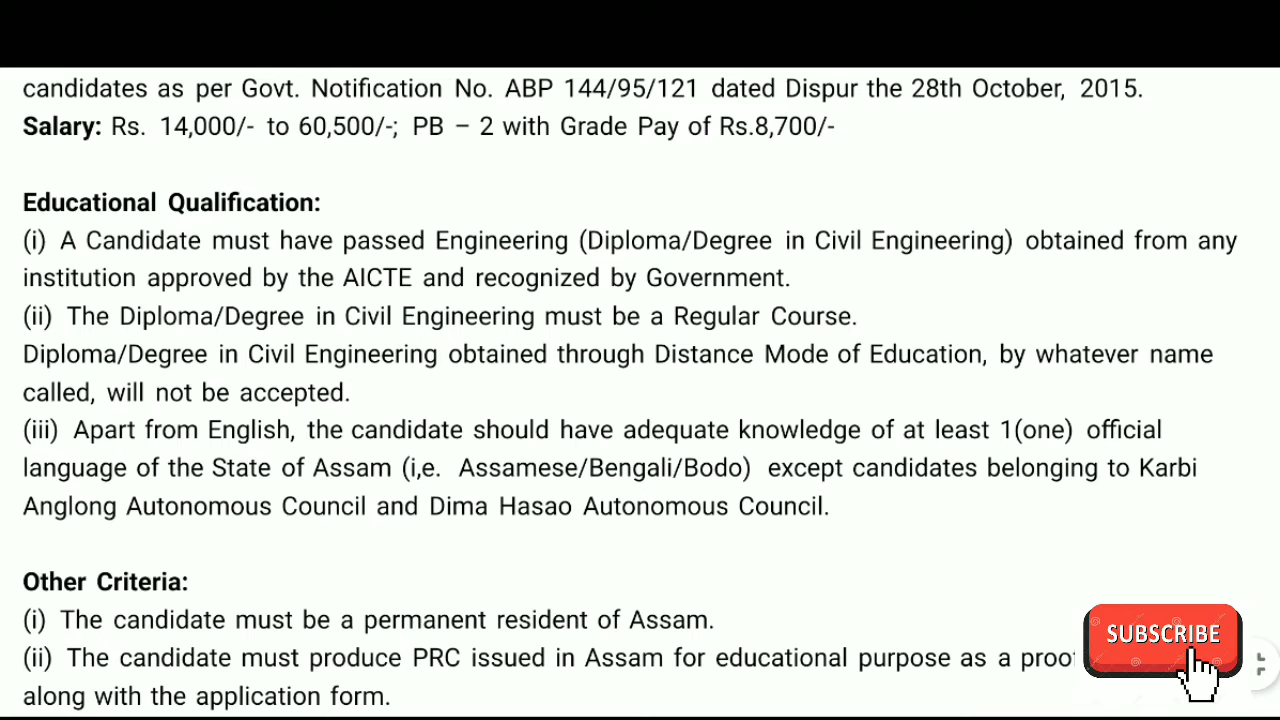 candidates as per Govt. Notification No. ABP 144/95/121 dated Dispur the 28th October, 2015.
Salary: Rs. 14,000/- to 60,500/-; PB – 2 with Grade Pay of Rs.8,700/-
Educational Qualification:
(i) A Candidate must have passed Engineering (Diploma/Degree in Civil Engineering) obtained from any
institution approved by the AICTE and recognized by Government.
(ii) The Diploma/Degree in Civil Engineering must be a Regular Course.
Diploma/Degree in Civil Engineering obtained through Distance Mode of Education, by whatever name
called, will not be accepted.
(iii) Apart from English, the candidate should have adequate knowledge of at least 1(one) official
language of the State of Assam (i,e. Assamese/Bengali/Bodo) except candidates belonging to Karbi
Anglong Autonomous Council and Dima Hasao Autonomous Council.
Other Criteria:
(i) The candidate must be a permanent resident of Assam.
(ii) The candidate must produce PRC issued in Assam for educational purpose as a proof
along with the application form.
SUBSCRIBE